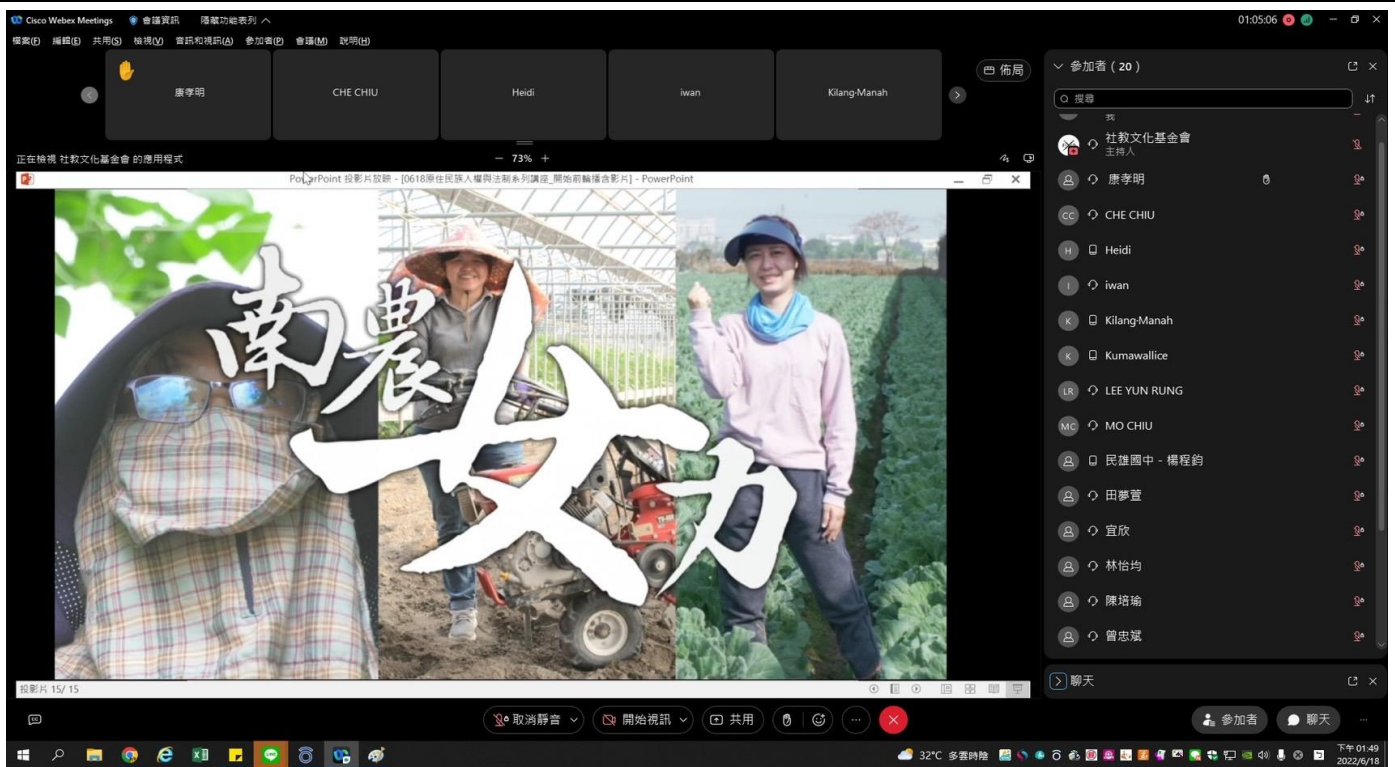 Cisco Webex Meetings 會議資訊 隱藏功能表列 01:05:06
檔案(F) 編輯(E) 共用(S) 檢視(V) 音訊和視訊(A) 參加者(P) 會議(M) 說明(H)
康孝明
CHE CHIU
Heidi
iwan
Kilang-Manah
佈局
正在檢視 社教文化基金會 的應用程式
73%
PowerPoint 投影片放映 - [0618原住民族人權與法制系列講座_開始前輪播含影片] - PowerPoint
南農
女力
投影片 15/ 15
參加者 ( 20 )
搜尋
我
社教文化基金會
主持人
康孝明
CC CHE CHIU
H Heidi
I iwan
K Kilang-Manah
K Kumawallice
LR LEE YUN RUNG
MC MO CHIU
民雄國中 - 楊程鈞
田夢萱
宜欣
林怡均
陳培瑜
曾忠斌
聊天
取消靜音
開始視訊
共用
參加者
聊天
32°C 多雲時陰
下午 01:49
2022/6/18